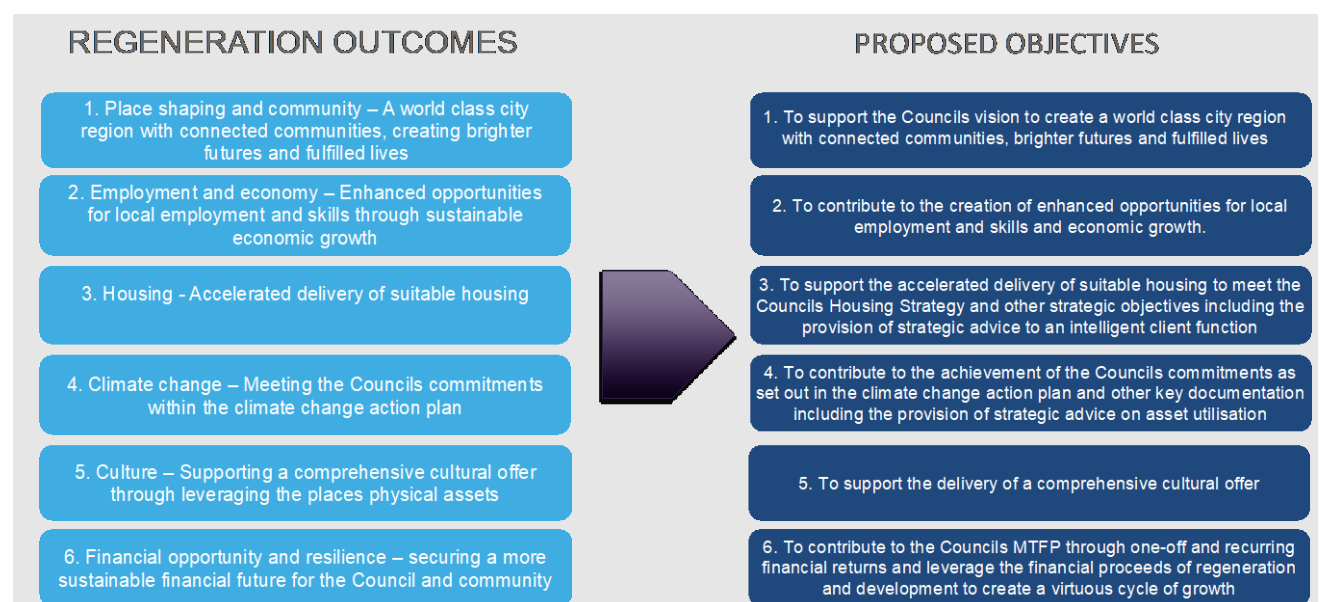 REGENERATION OUTCOMES
1. Place shaping and community – A world class city
region with connected communities, creating brighter
futures and fulfilled lives
2. Employment and economy – Enhanced opportunities
for local employment and skills through sustainable
economic growth
3. Housing - Accelerated delivery of suitable housing
4. Climate change – Meeting the Councils commitments
within the climate change action plan
5. Culture – Supporting a comprehensive cultural offer
through leveraging the places physical assets
6. Financial opportunity and resilience – securing a more
sustainable financial future for the Council and community
PROPOSED OBJECTIVES
1. To support the Councils vision to create a world class city region
with connected communities, brighter futures and fulfilled lives
2. To contribute to the creation of enhanced opportunities for local
employment and skills and economic growth.
3. To support the accelerated delivery of suitable housing to meet the
Councils Housing Strategy and other strategic objectives including the
provision of strategic advice to an intelligent client function
4. To contribute to the achievement of the Councils commitments as
set out in the climate change action plan and other key documentation
including the provision of strategic advice on asset utilisation
5. To support the delivery of a comprehensive cultural offer
6. To contribute to the Councils MTFP through one-off and recurring
financial returns and leverage the financial proceeds of regeneration
and development to create a virtuous cycle of growth